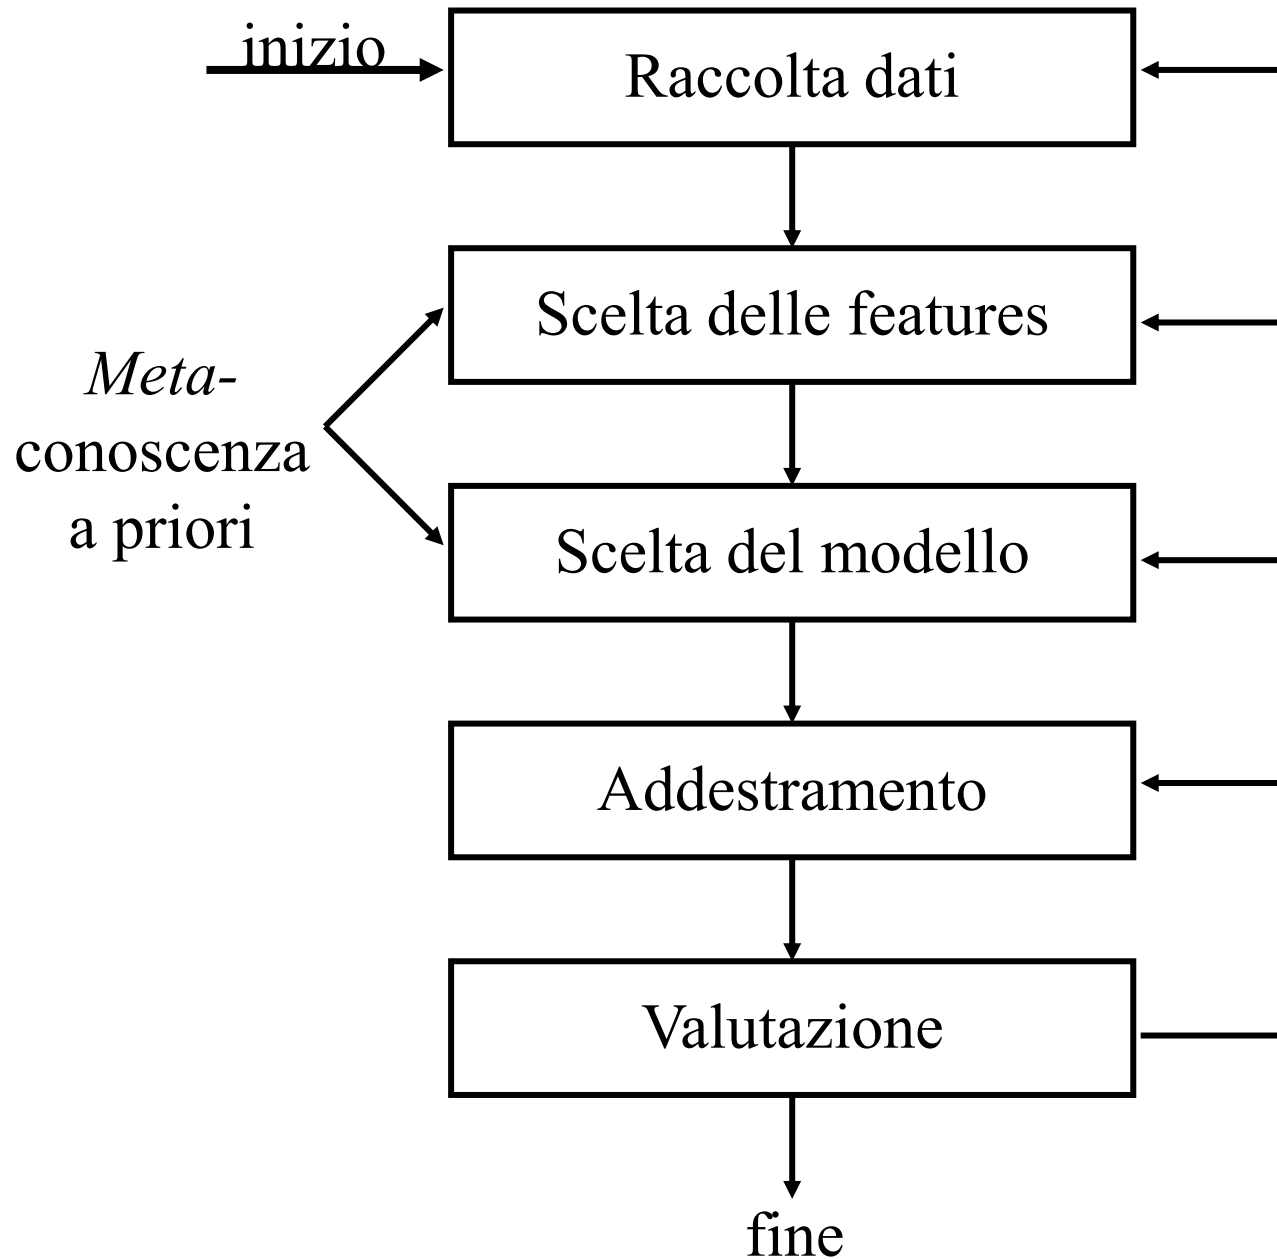 inizio
Raccolta dati
Scelta delle features
Meta-
conoscenza
a priori
Scelta del modello
Addestramento
Valutazione
fine